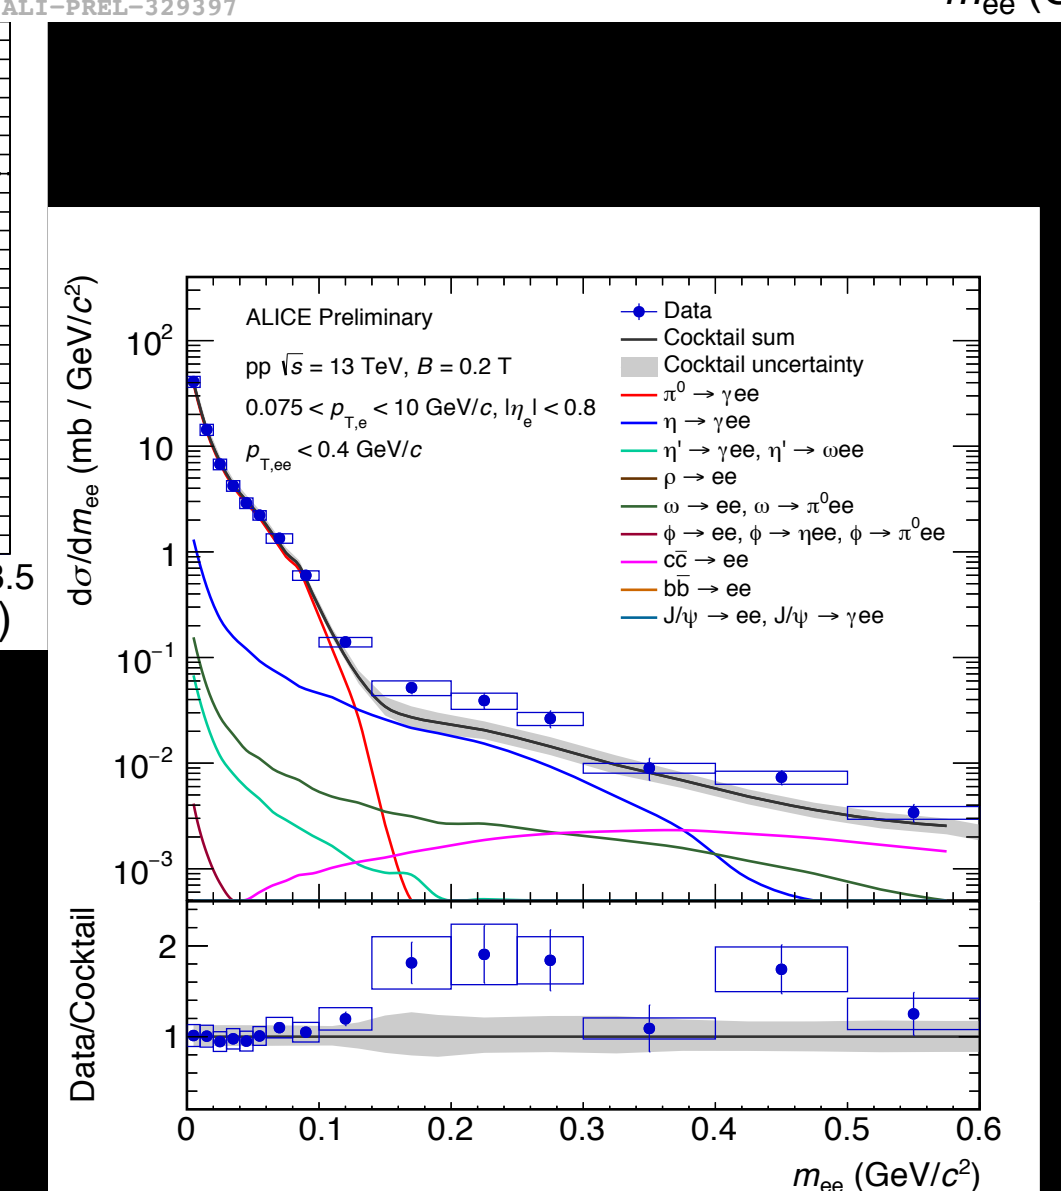 ALI-PREL-329397
m_ee (
.5
)
dσ/dm_ee (mb / GeV/c²)
10²
10
1
10⁻¹
10⁻²
10⁻³
ALICE Preliminary
pp √s = 13 TeV, B = 0.2 T
0.075 < p_T,e < 10 GeV/c, |η_e| < 0.8
p_T,ee < 0.4 GeV/c
Data
Cocktail sum
Cocktail uncertainty
π⁰ → γee
η → γee
η' → γee, η' → ωee
ρ → ee
ω → ee, ω → π⁰ee
ϕ → ee, ϕ → ηee, ϕ → π⁰ee
cc̅ → ee
bb̅ → ee
J/ψ → ee, J/ψ → γee
Data/Cocktail
2
1
0 0.1 0.2 0.3 0.4 0.5 0.6
m_ee (GeV/c²)